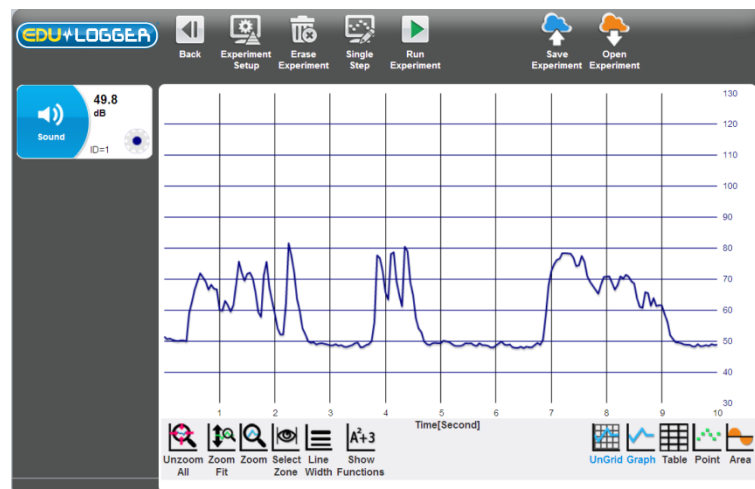 EDU LOGGER
Back
Experiment
Setup
Erase
Experiment
Single
Step
Run
Experiment
Save
Experiment
Open
Experiment
Sound
49.8
dB
ID=1
130
120
110
100
90
80
70
60
50
40
30
1 2 3 4 5 6 7 8 9 10
Time[Second]
Unzoom
All
Zoom
Fit
Zoom
Select
Zone
Line
Width
A²+3
Show
Functions
UnGrid
Graph
Table
Point
Area